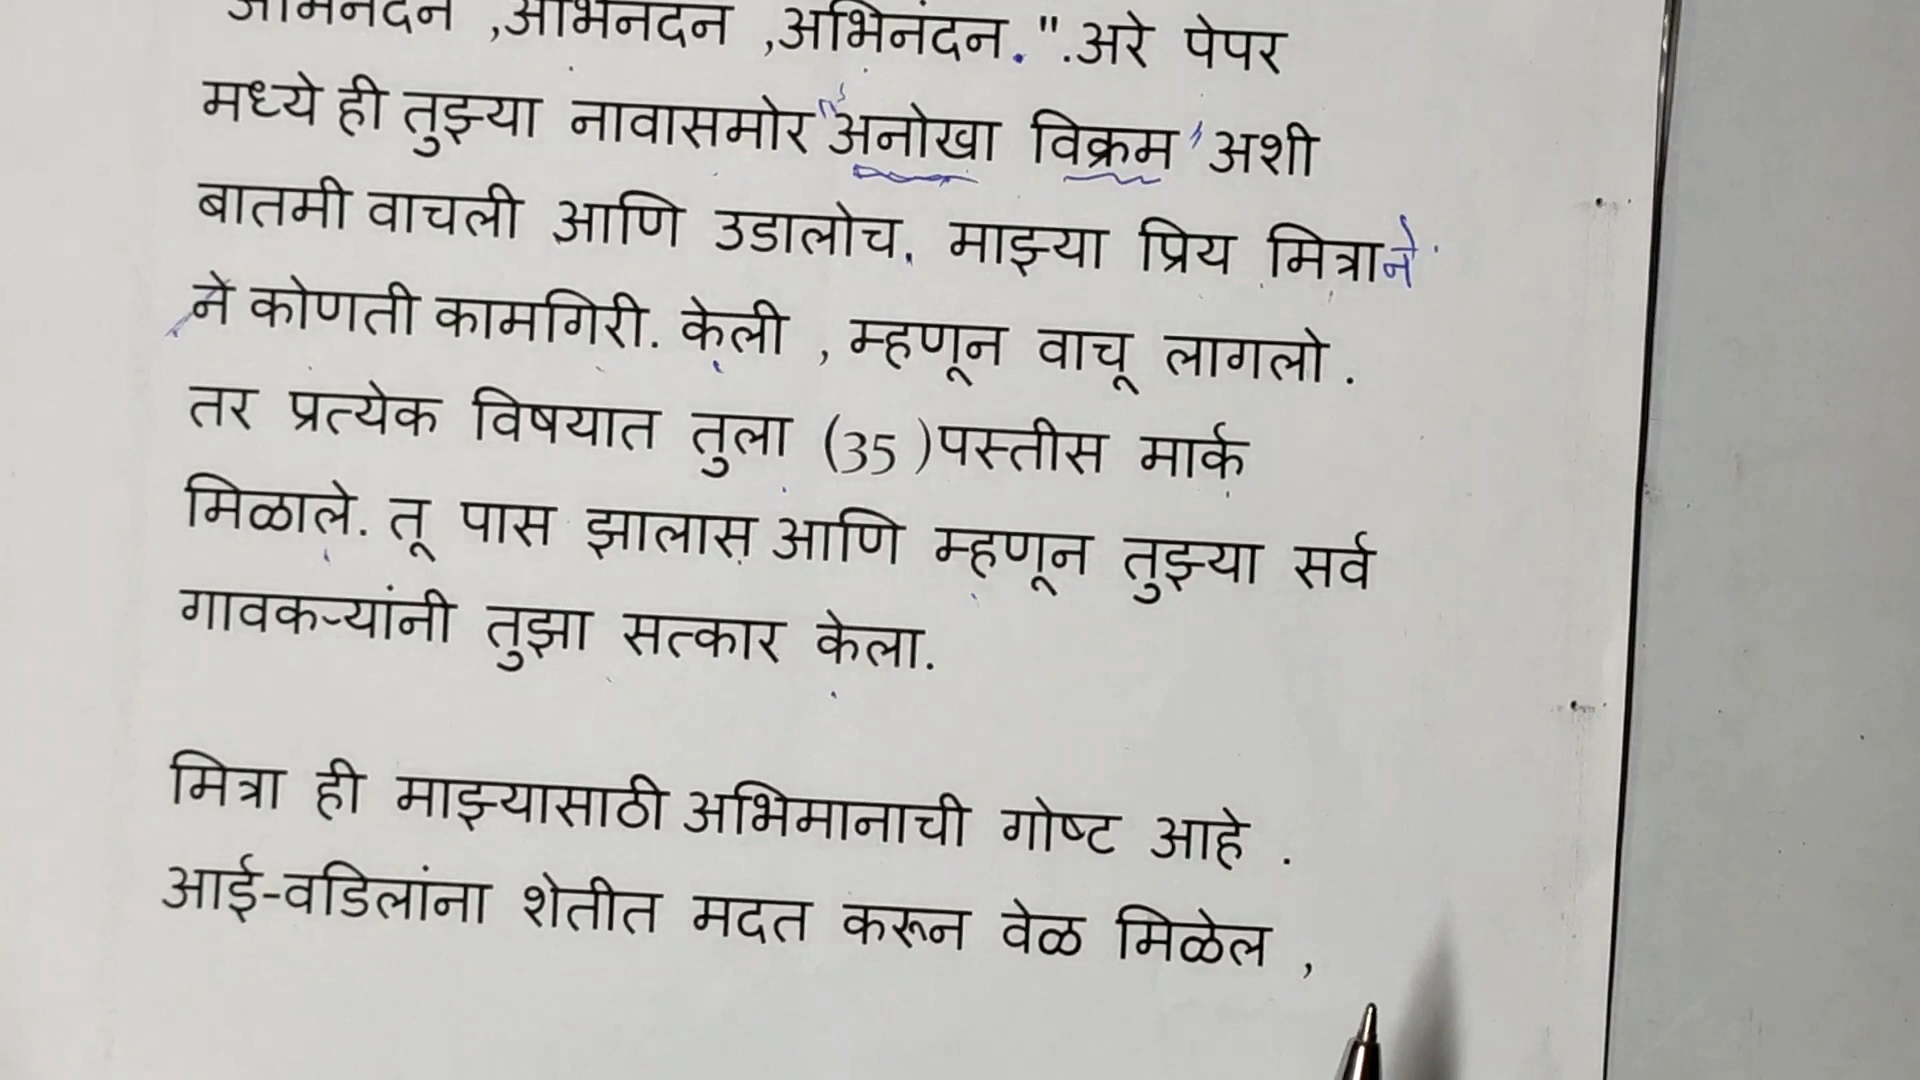 अभिनंदन ,अभिनंदन ,अभिनंदन.".अरे पेपर
मध्ये ही तुझ्या नावासमोर "अनोखा विक्रम ' अशी
बातमी वाचली आणि उडालोच. माझ्या प्रिय मित्राने
ने कोणती कामगिरी. केली , म्हणून वाचू लागलो .
तर प्रत्येक विषयात तुला (35 )पस्तीस मार्क
मिळाले. तू पास झालास आणि म्हणून तुझ्या सर्व
गावकऱ्यांनी तुझा सत्कार केला.
मित्रा ही माझ्यासाठी अभिमानाची गोष्ट आहे .
आई-वडिलांना शेतीत मदत करून वेळ मिळेल ,